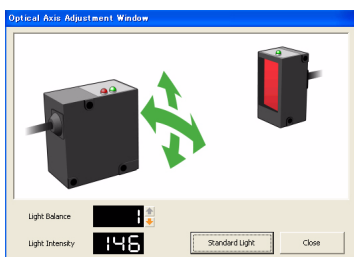 Optical Axis Adjustment Window
Light Balance 1
Light Intensity 146
Standard Light Close